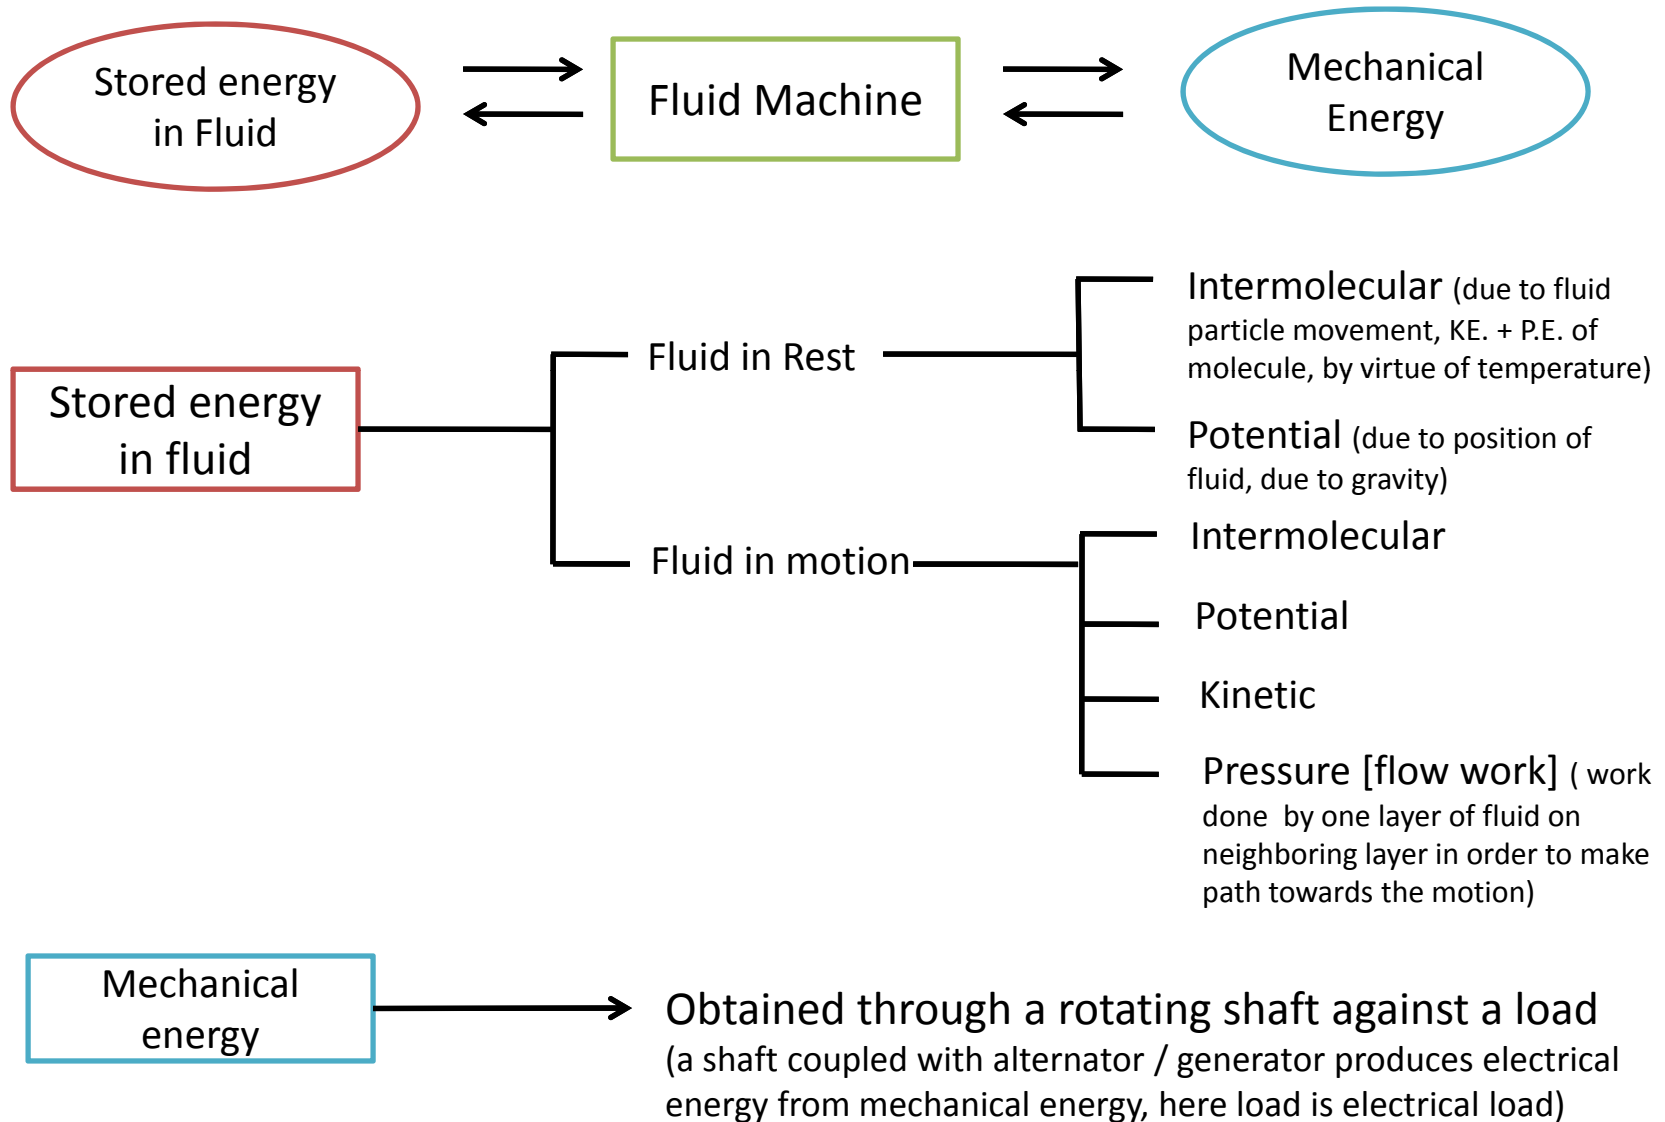 Stored energy
in Fluid
Fluid Machine
Mechanical
Energy
Stored energy
in fluid
Fluid in Rest
Intermolecular (due to fluid
particle movement, KE. + P.E. of
molecule, by virtue of temperature)
Potential (due to position of
fluid, due to gravity)
Fluid in motion
Intermolecular
Potential
Kinetic
Pressure [flow work] ( work
done by one layer of fluid on
neighboring layer in order to make
path towards the motion)
Mechanical
energy
Obtained through a rotating shaft against a load
(a shaft coupled with alternator / generator produces electrical
energy from mechanical energy, here load is electrical load)